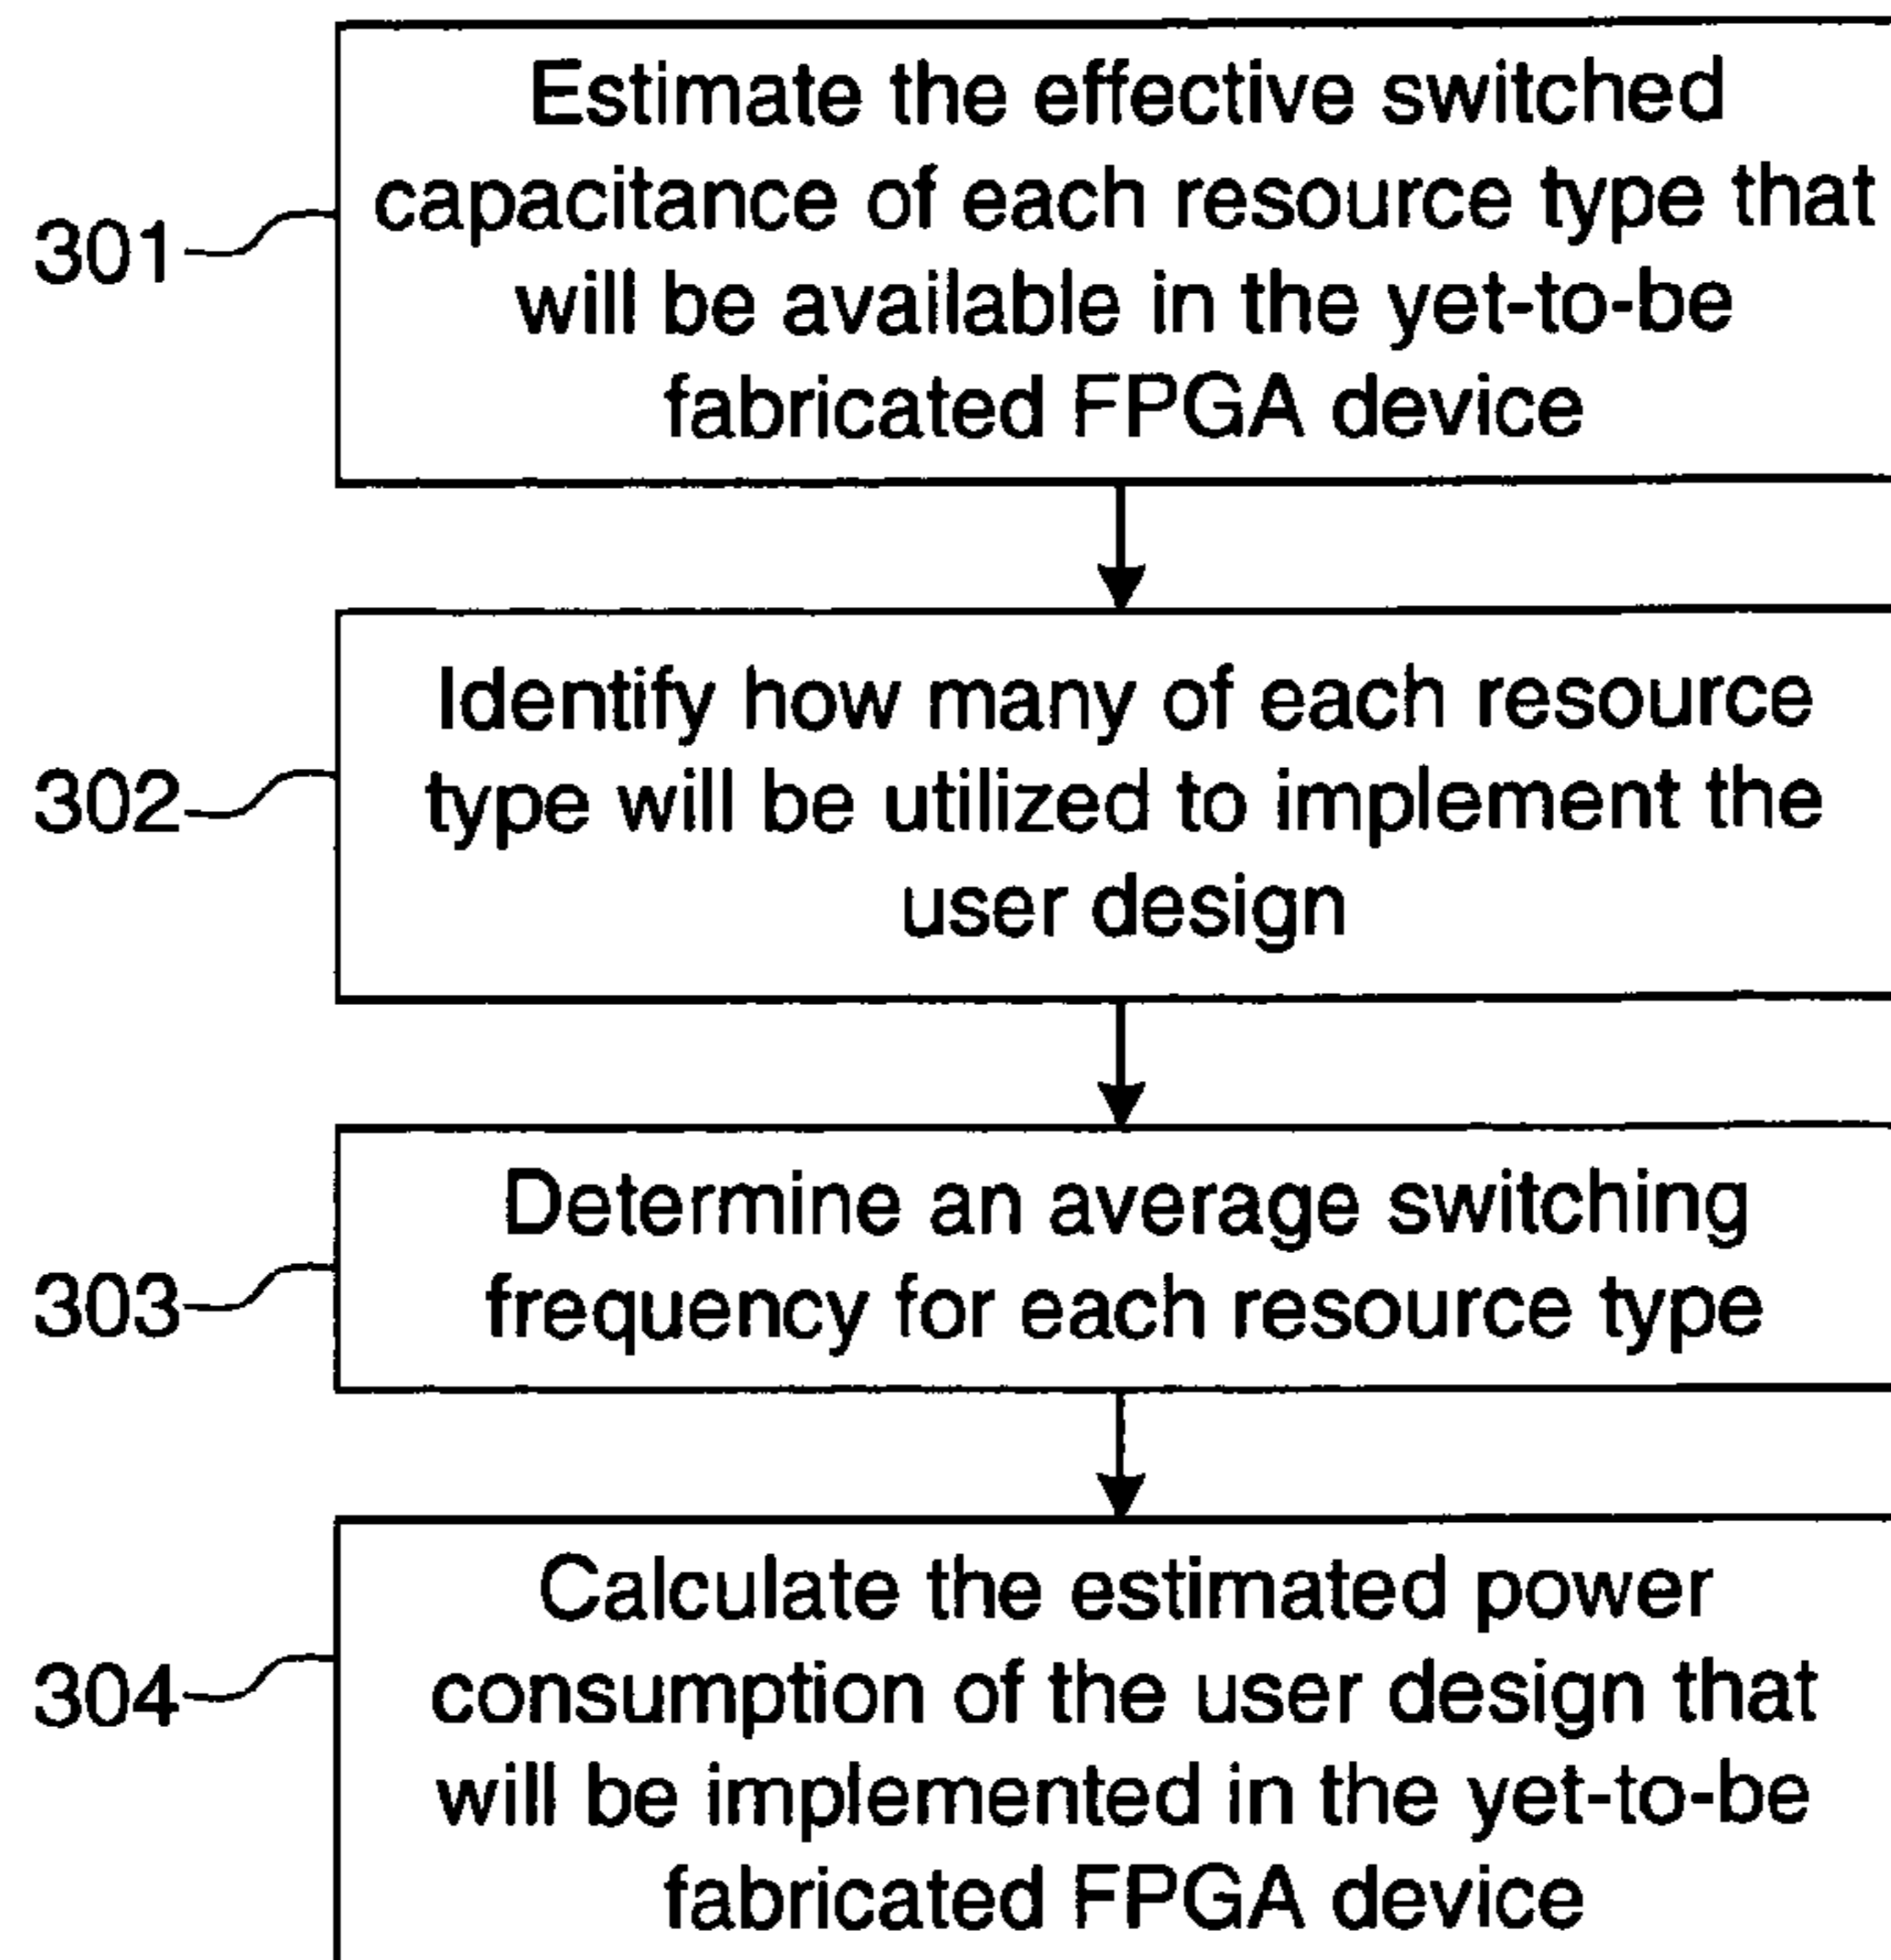 Estimate the effective switched
capacitance of each resource type that
will be available in the yet-to-be
fabricated FPGA device
301
Identify how many of each resource
type will be utilized to implement the
user design
302
Determine an average switching
frequency for each resource type
303
Calculate the estimated power
consumption of the user design that
will be implemented in the yet-to-be
fabricated FPGA device
304